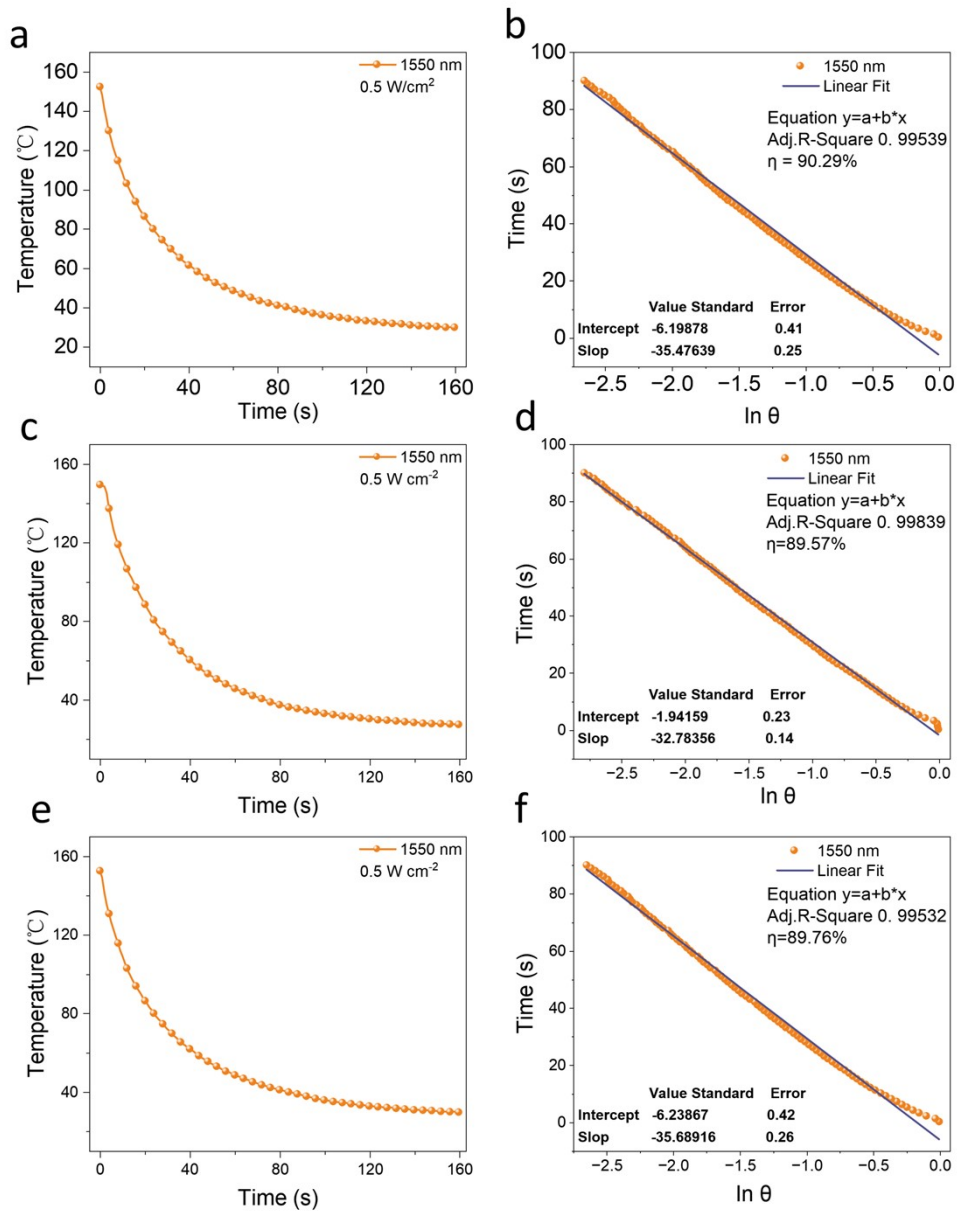 a
160
140
120
100
80
60
40
20
Temperature (℃)
0
40
80
120
160
Time (s)
1550 nm
0.5 W/cm²
b
100
80
60
40
20
0
Time (s)
1550 nm
Linear Fit
Equation y=a+b*x
Adj.R-Square 0. 99539
η = 90.29%
Value Standard Error
Intercept -6.19878 0.41
Slop -35.47639 0.25
−2.5
−2.0
−1.5
−1.0
−0.5
0.0
ln θ
c
160
120
80
40
Temperature (℃)
0
40
80
120
160
Time (s)
1550 nm
0.5 W cm⁻²
d
100
80
60
40
20
0
Time (s)
1550 nm
Linear Fit
Equation y=a+b*x
Adj.R-Square 0. 99839
η=89.57%
Value Standard Error
Intercept -1.94159 0.23
Slop -32.78356 0.14
−2.5
−2.0
−1.5
−1.0
−0.5
0.0
ln θ
e
160
120
80
40
Temperature (℃)
0
40
80
120
160
Time (s)
1550 nm
0.5 W cm⁻²
f
100
80
60
40
20
0
Time (s)
1550 nm
Linear Fit
Equation y=a+b*x
Adj.R-Square 0. 99532
η=89.76%
Value Standard Error
Intercept -6.23867 0.42
Slop -35.68916 0.26
−2.5
−2.0
−1.5
−1.0
−0.5
0.0
ln θ